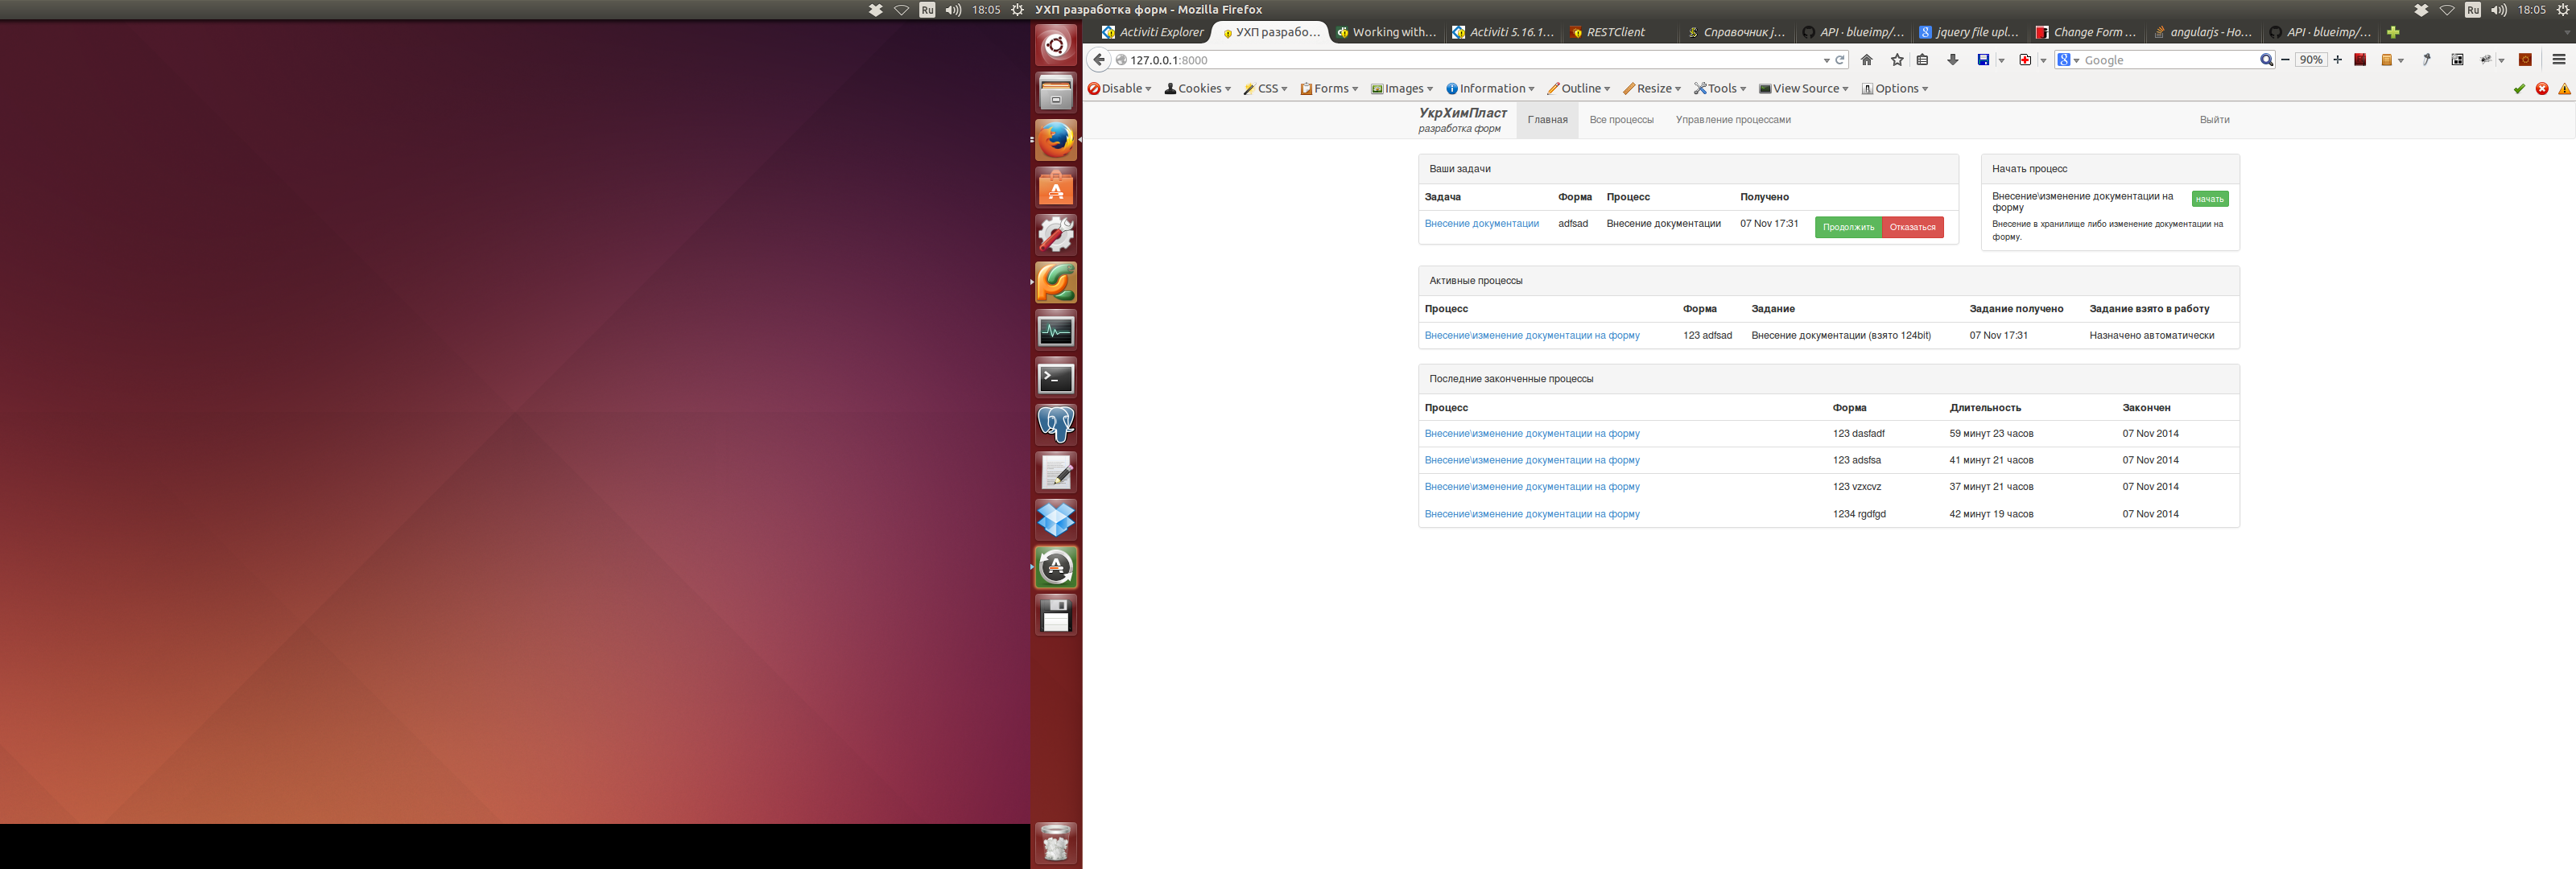 Ru 18:05 УХП разработка форм - Mozilla Firefox Ru 18:05
Activiti Explorer УХП разрабо... Working with... Activiti 5.16.1... RESTClient Справочник j... API · blueimp/... jquery file upl... Change Form ... angularjs - Ho... API · blueimp/...
127.0.0.1:8000 Google 90%
Disable Cookies CSS Forms Images Information Outline Resize Tools View Source Options
УкрХимПласт
разработка форм
Главная Все процессы Управление процессами Выйти
Ваши задачи
Задача Форма Процесс Получено
Внесение документации adfsad Внесение документации 07 Nov 17:31 Продолжить Отказаться
Начать процесс
Внесение\изменение документации на
форму
начать
Внесение в хранилище либо изменение документации на
форму.
Активные процессы
Процесс Форма Задание Задание получено Задание взято в работу
Внесение\изменение документации на форму 123 adfsad Внесение документации (взято 124bit) 07 Nov 17:31 Назначено автоматически
Последние законченные процессы
Процесс Форма Длительность Закончен
Внесение\изменение документации на форму 123 dasfadf 59 минут 23 часов 07 Nov 2014
Внесение\изменение документации на форму 123 adsfsa 41 минут 21 часов 07 Nov 2014
Внесение\изменение документации на форму 123 vzxcvz 37 минут 21 часов 07 Nov 2014
Внесение\изменение документации на форму 1234 rgdfgd 42 минут 19 часов 07 Nov 2014